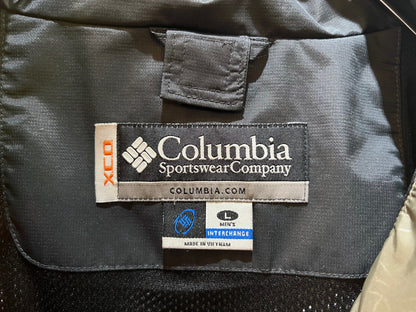 XCO
Columbia
Sportswear Company
COLUMBIA.COM
L
MEN'S
INTERCHANGE
MADE IN VIETNAM